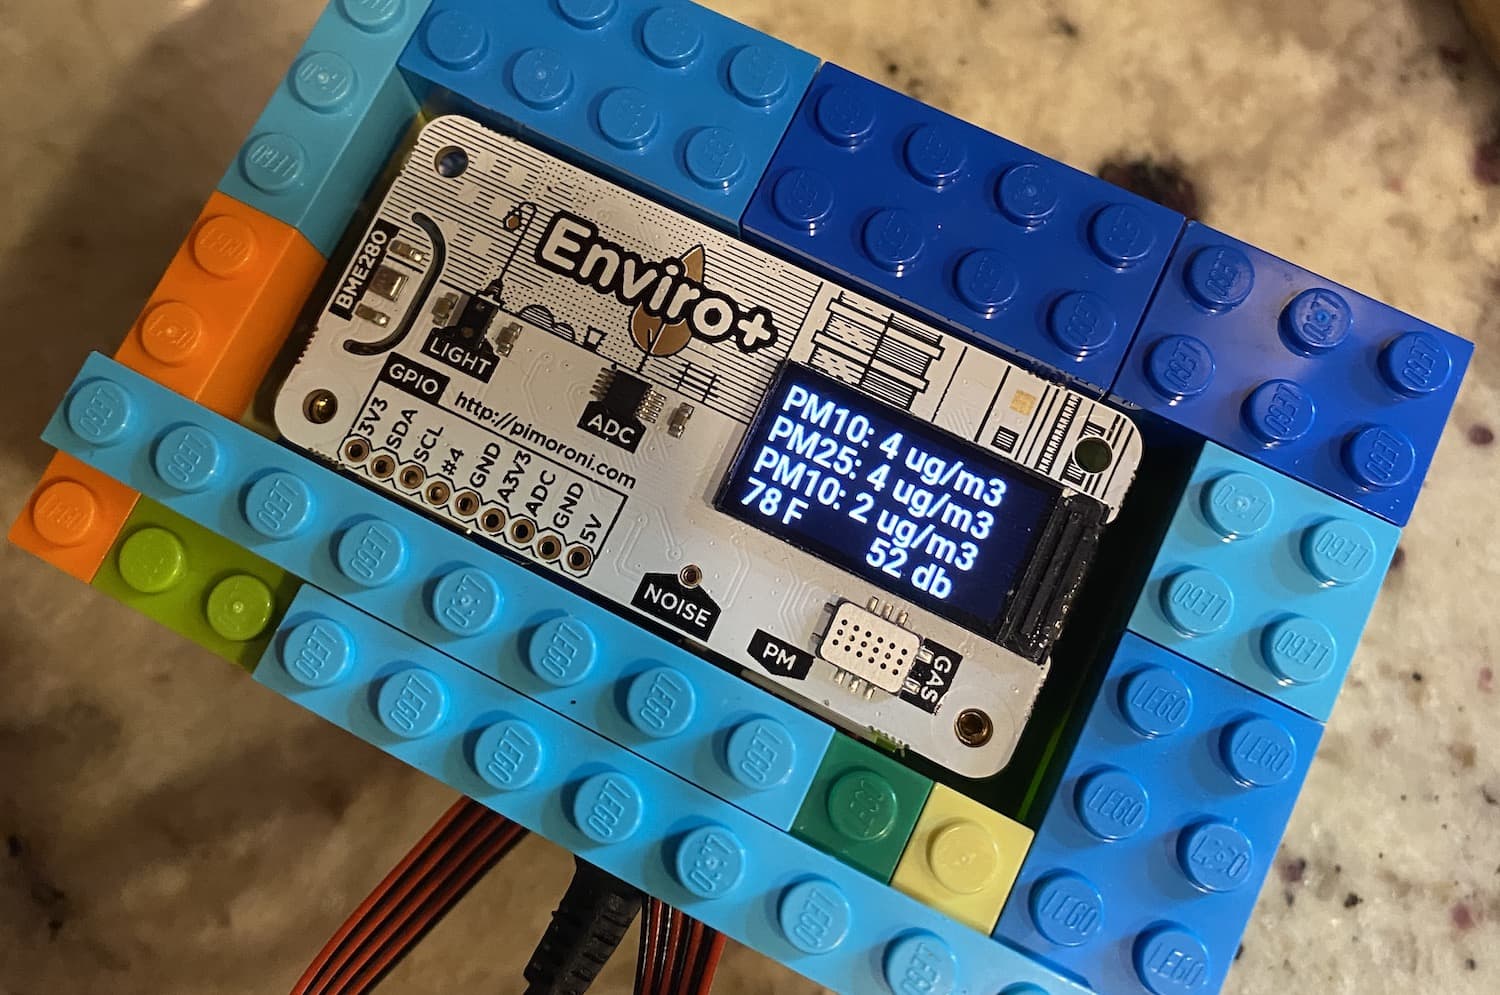 Enviro+
BME280
LIGHT
GPIO
http://pimoroni.com
ADC
3V3
SDA
SCL
#4
GND
A3V3
ADC
GND
5V
PM10: 4 ug/m3
PM25: 4 ug/m3
PM10: 2 ug/m3
78 F
52 db
NOISE
PM
GAS
LEGO